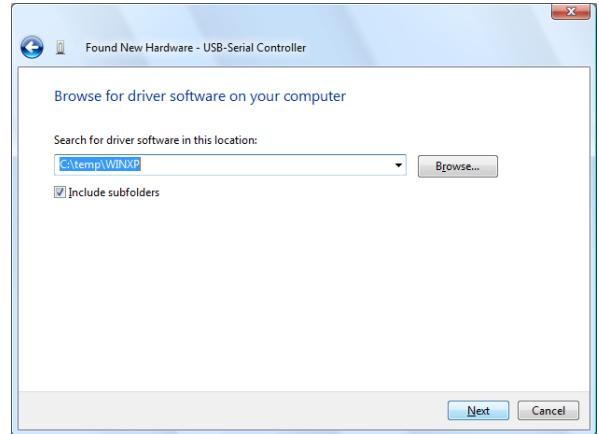 Found New Hardware - USB-Serial Controller
Browse for driver software on your computer
Search for driver software in this location:
C:\temp\WINXP
Browse...
Include subfolders
Next
Cancel